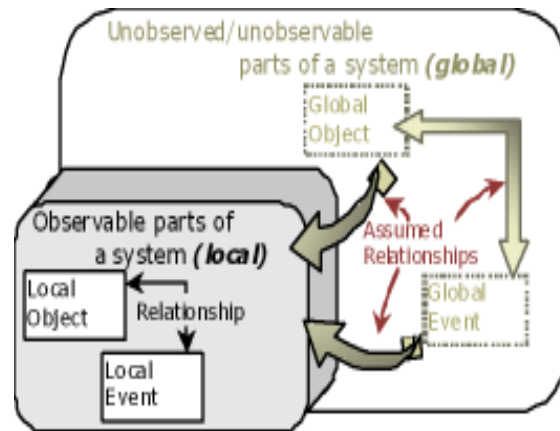 Unobserved/unobservable
parts of a system (global)
Global
Object
Observable parts of
a system (local)
Assumed
Relationships
Local
Object
Relationship
Global
Event
Local
Event